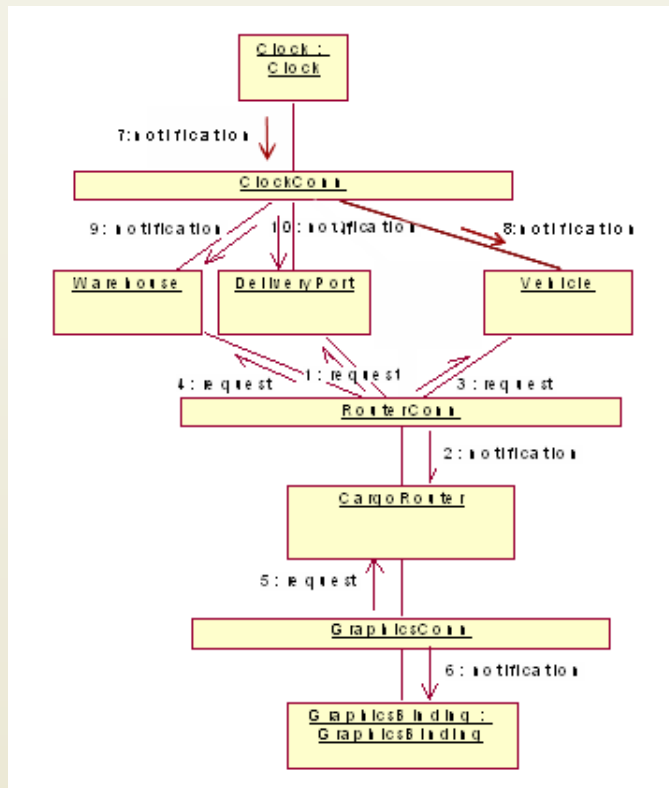 Clock :
Clock
7:notification
ClockConn
9: notification
10: notification
8:notification
Warehouse
DeliveryPort
Vehicle
4: request
1: request
3: request
RouterConn
2: notification
CargoRouter
5: request
GraphicsConn
6: notification
GraphicsBinding :
GraphicsBinding